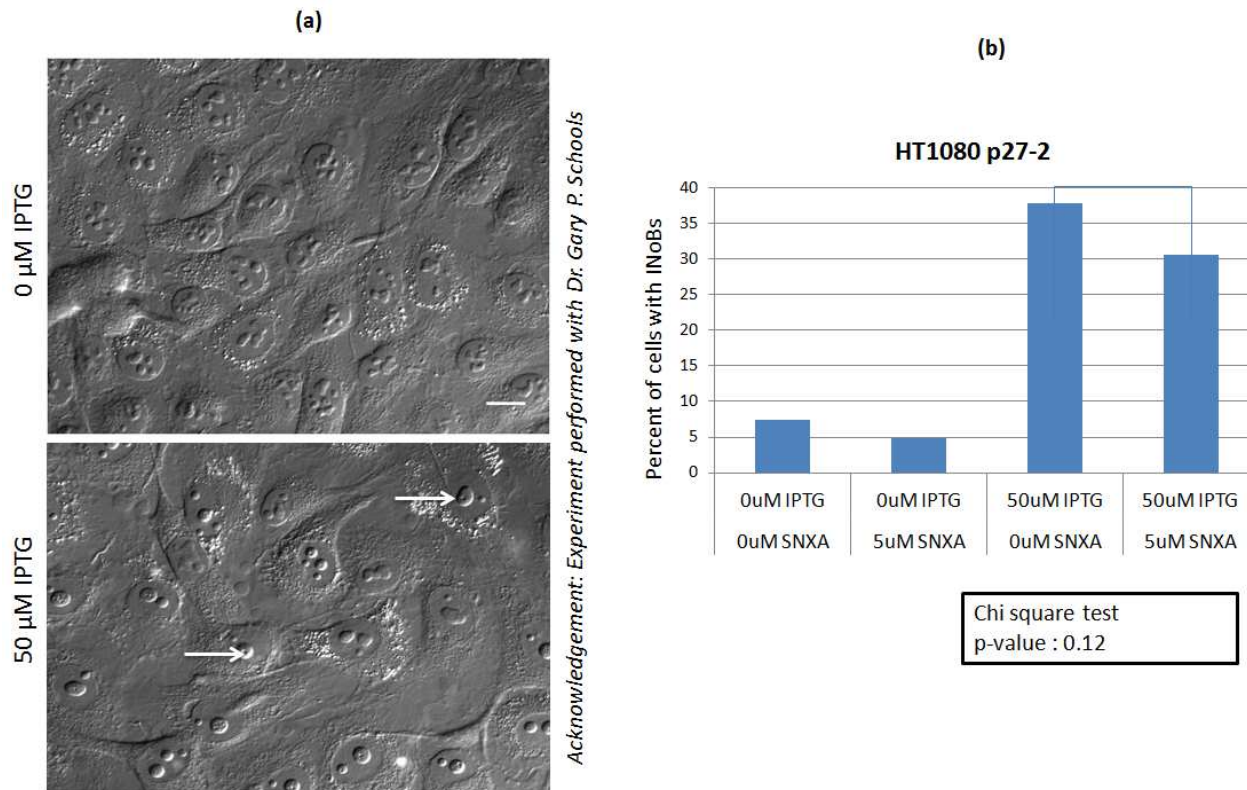 (a)
0 µM IPTG
50 µM IPTG
Acknowledgement: Experiment performed with Dr. Gary P. Schools
(b)
HT1080 p27-2
Percent of cells with INoBs
40
35
30
25
20
15
10
5
0
0uM IPTG 0uM IPTG 50uM IPTG 50uM IPTG
0uM SNXA 5uM SNXA 0uM SNXA 5uM SNXA
Chi square test
p-value : 0.12